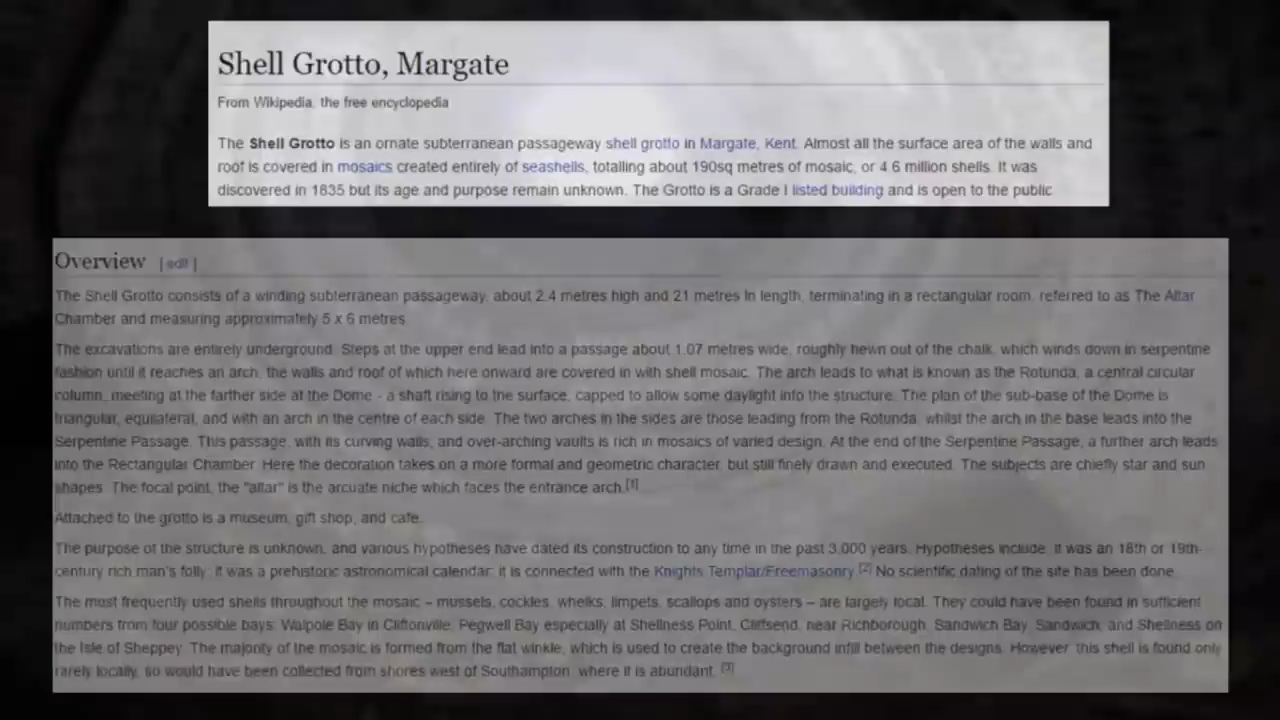 Shell Grotto, Margate
From Wikipedia, the free encyclopedia
The Shell Grotto is an ornate subterranean passageway shell grotto in Margate, Kent. Almost all the surface area of the walls and
roof is covered in mosaics created entirely of seashells, totalling about 190sq metres of mosaic, or 4.6 million shells. It was
discovered in 1835 but its age and purpose remain unknown. The Grotto is a Grade I listed building and is open to the public.
Overview [ edit ]
The Shell Grotto consists of a winding subterranean passageway, about 2.4 metres high and 21 metres in length, terminating in a rectangular room, referred to as The Altar
Chamber and measuring approximately 5 x 6 metres.
The excavations are entirely underground. Steps at the upper end lead into a passage about 1.07 metres wide, roughly hewn out of the chalk, which winds down in serpentine
fashion until it reaches an arch, the walls and roof of which here onward are covered in with shell mosaic. The arch leads to what is known as the Rotunda, a central circular
column, meeting at the farther side at the Dome - a shaft rising to the surface, capped to allow some daylight into the structure. The plan of the sub-base of the Dome is
triangular, equilateral, and with an arch in the centre of each side. The two arches in the sides are those leading from the Rotunda, whilst the arch in the base leads into the
Serpentine Passage. This passage, with its curving walls, and over-arching vaults is rich in mosaics of varied design. At the end of the Serpentine Passage, a further arch leads
into the Rectangular Chamber. Here the decoration takes on a more formal and geometric character, but still finely drawn and executed. The subjects are chiefly star and sun
shapes. The focal point, the "altar" is the arcuate niche which faces the entrance arch.[1]
Attached to the grotto is a museum, gift shop, and cafe.
The purpose of the structure is unknown, and various hypotheses have dated its construction to any time in the past 3,000 years. Hypotheses include: it was an 18th or 19th-
century rich man's folly; it was a prehistoric astronomical calendar; it is connected with the Knights Templar/Freemasonry.[2] No scientific dating of the site has been done.
The most frequently used shells throughout the mosaic – mussels, cockles, whelks, limpets, scallops and oysters – are largely local. They could have been found in sufficient
numbers from four possible bays: Walpole Bay in Cliftonville, Pegwell Bay especially at Shellness Point, Cliffsend, near Richborough, Sandwich Bay, Sandwich, and Shellness on
the Isle of Sheppey. The majority of the mosaic is formed from the flat winkle, which is used to create the background infill between the designs. However, this shell is found only
rarely locally, so would have been collected from shores west of Southampton, where it is abundant. [3]